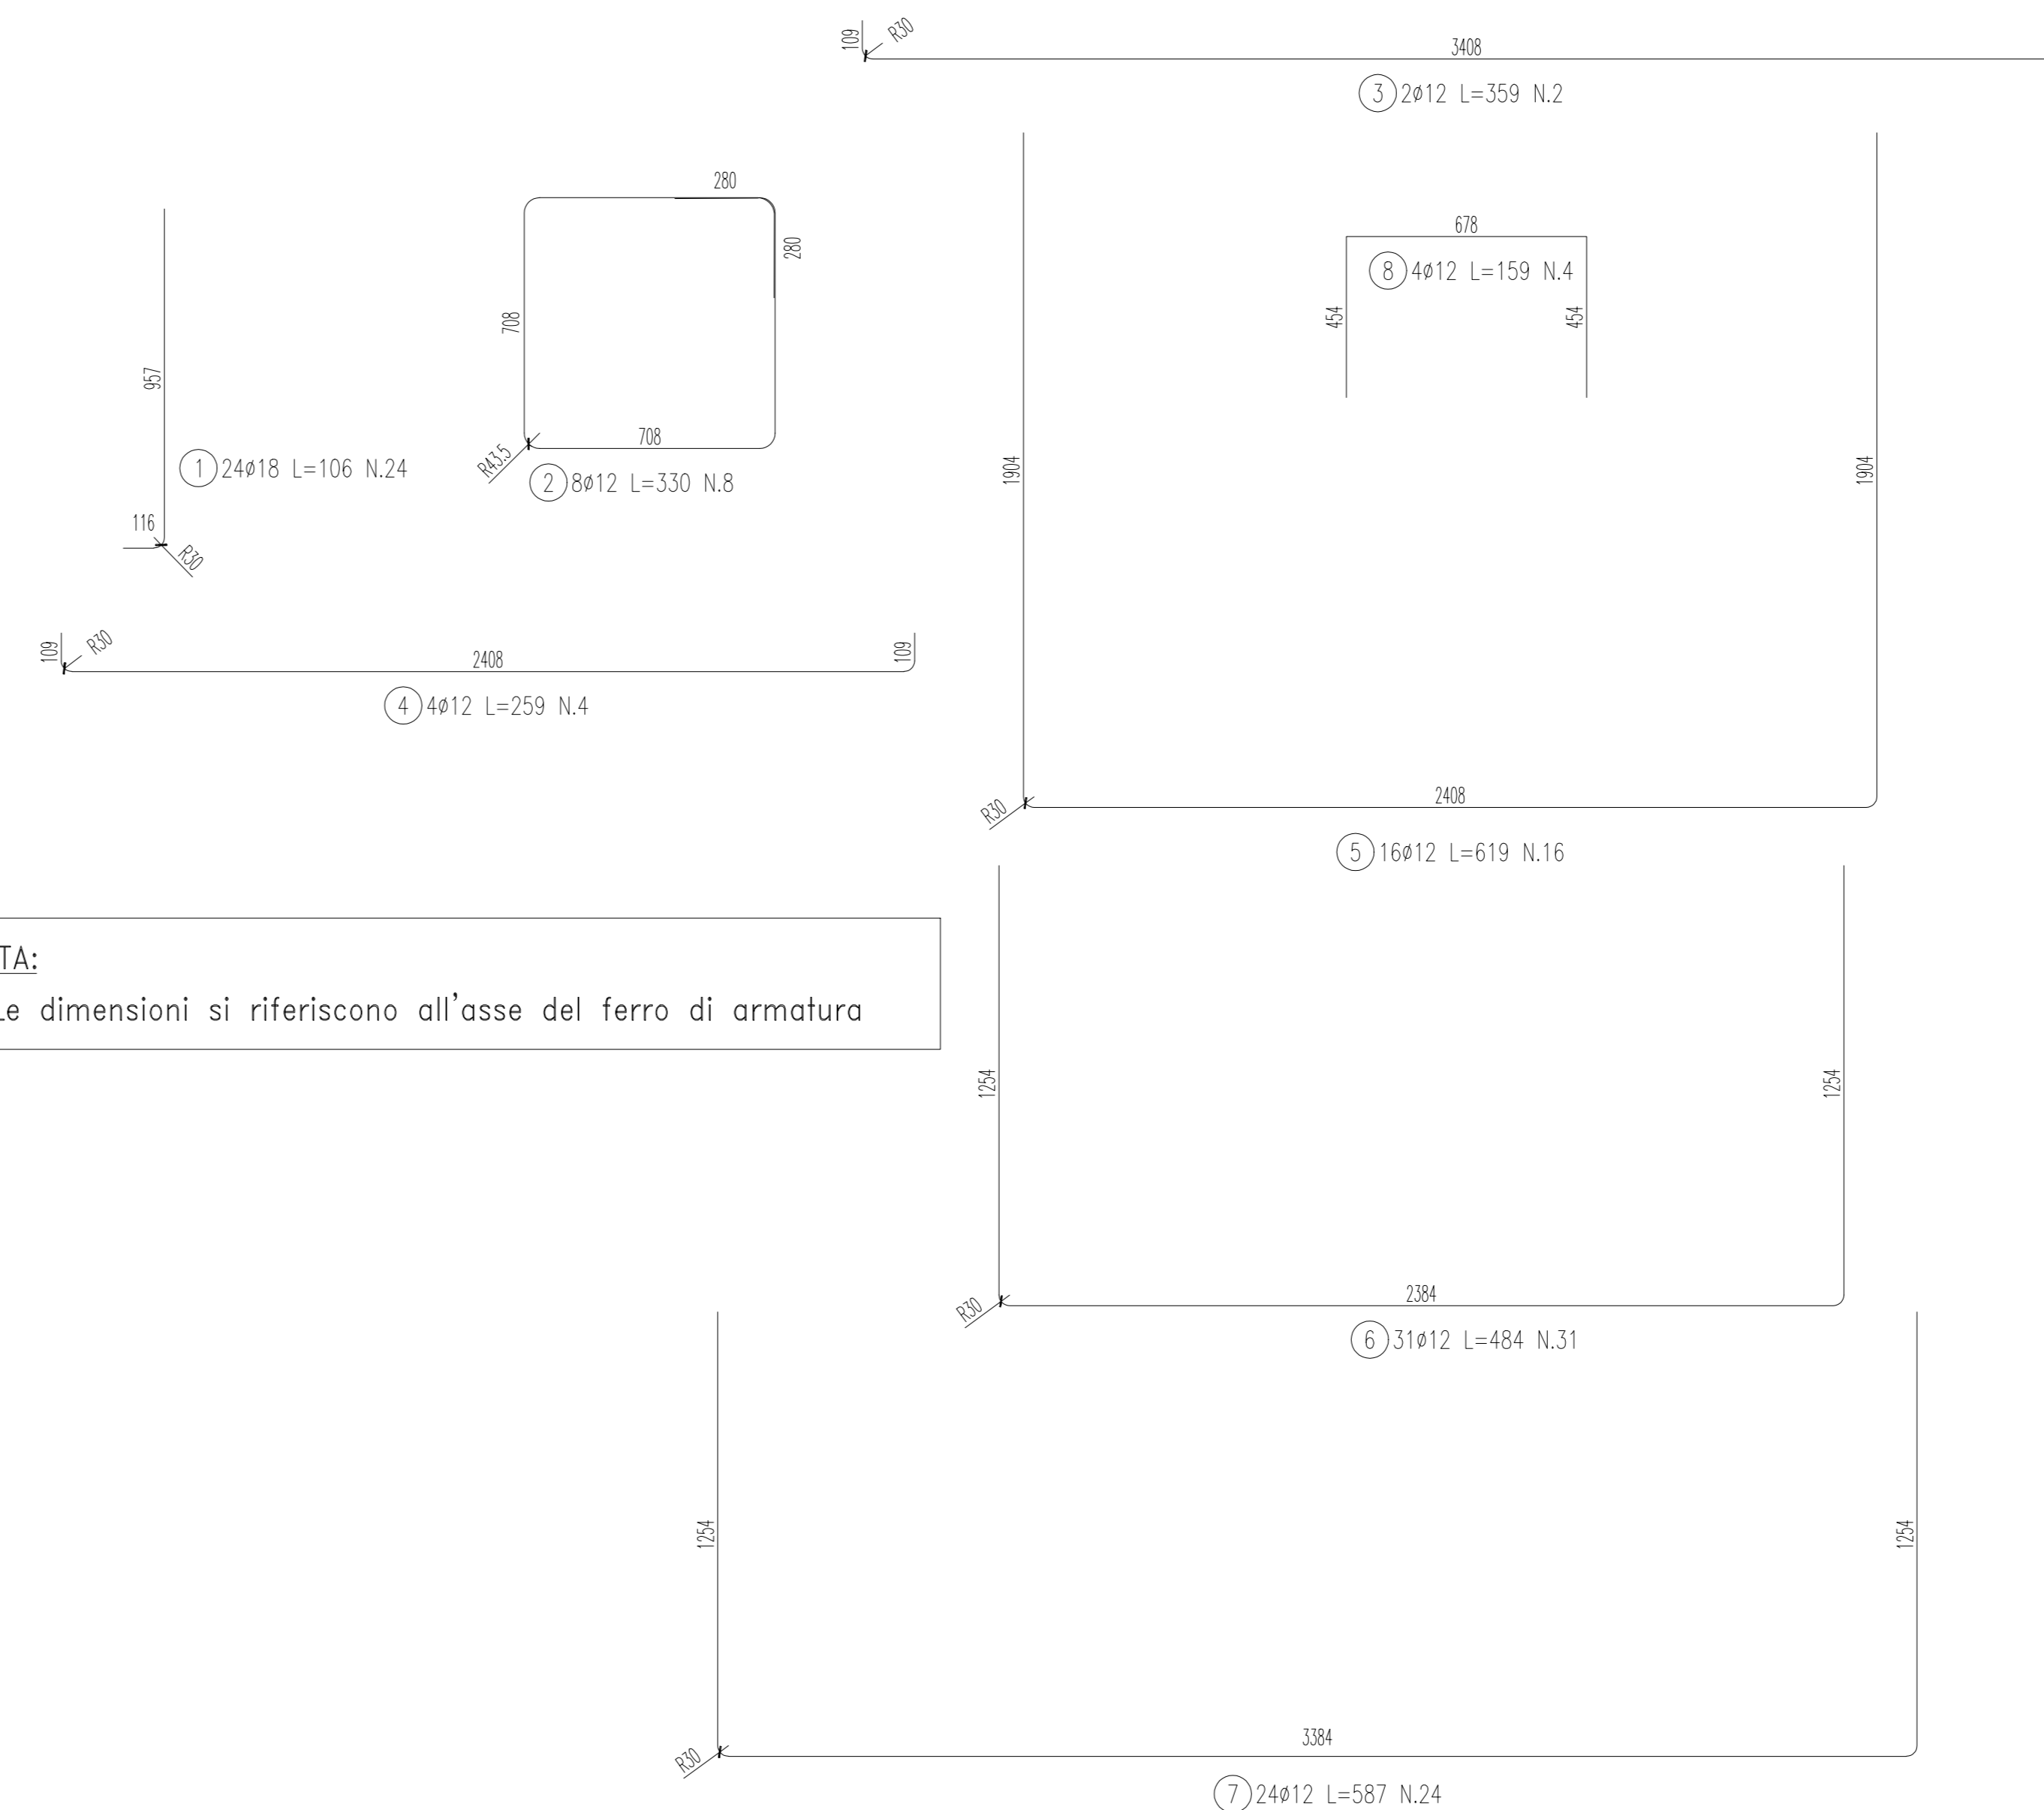 109
R30
3408
3 2ø12 L=359 N.2
280
280
708
708
R43.5
2 8ø12 L=330 N.8
957
1 24ø18 L=106 N.24
116
R30
678
8 4ø12 L=159 N.4
454
454
1904
1904
R30
2408
5 16ø12 L=619 N.16
109
R30
2408
109
4 4ø12 L=259 N.4
TA:
Le dimensioni si riferiscono all'asse del ferro di armatura
1254
1254
R30
2384
6 31ø12 L=484 N.31
1254
1254
R30
3384
7 24ø12 L=587 N.24